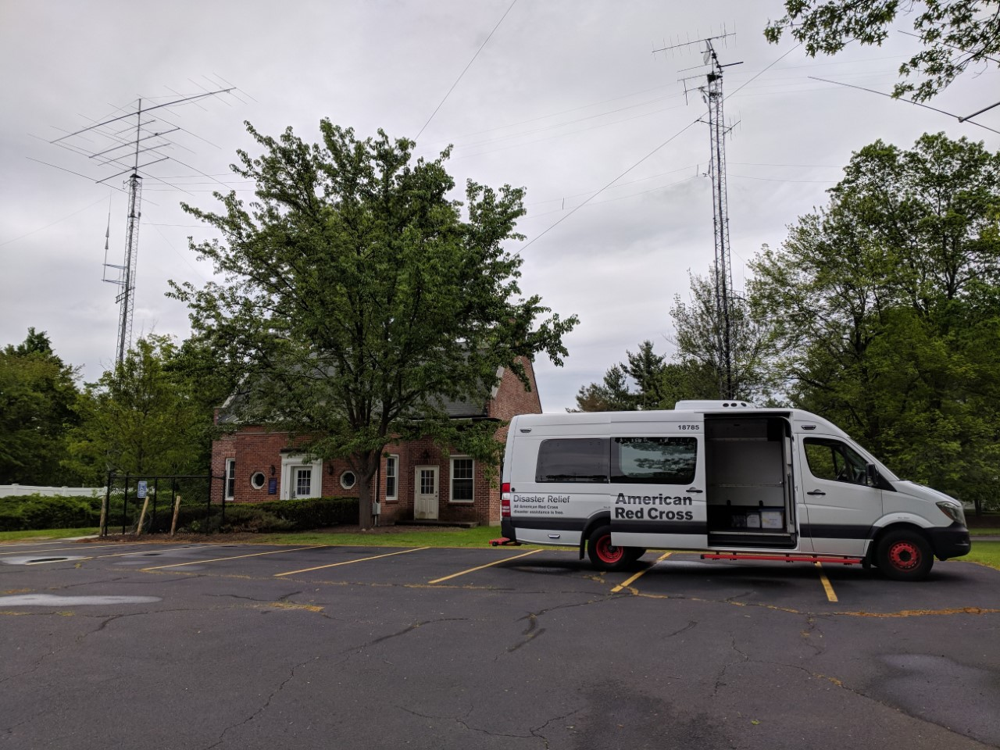 18785
Disaster Relief
All American Red Cross
disaster assistance is free.
American
Red Cross